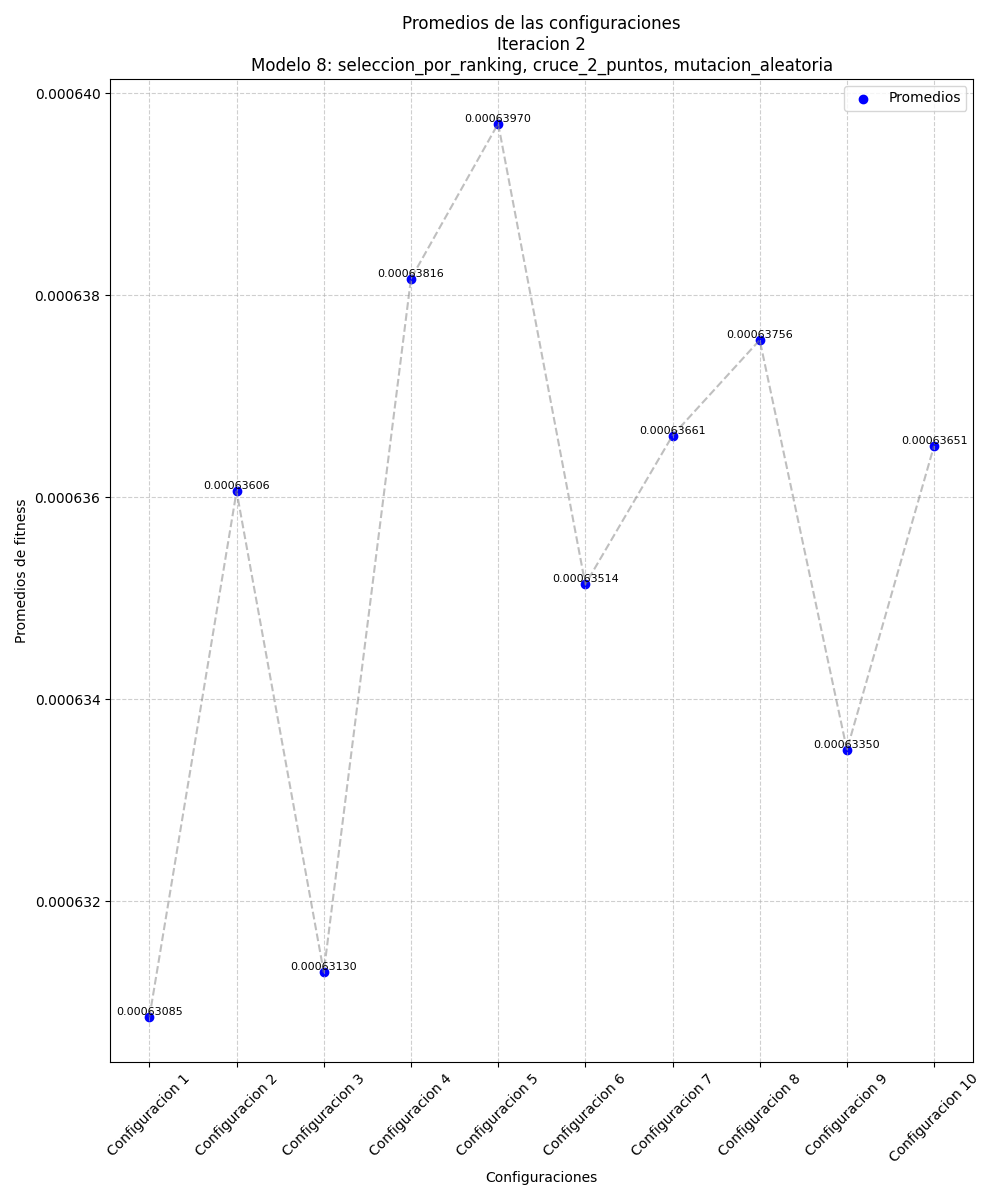 Promedios de las configuraciones
Iteracion 2
Modelo 8: seleccion_por_ranking, cruce_2_puntos, mutacion_aleatoria
Promedios
0.000640
0.000638
0.000636
0.000634
0.000632
Promedios de fitness
0.00063085
0.00063606
0.00063130
0.00063816
0.00063970
0.00063514
0.00063661
0.00063756
0.00063350
0.00063651
Configuracion 1
Configuracion 2
Configuracion 3
Configuracion 4
Configuracion 5
Configuracion 6
Configuracion 7
Configuracion 8
Configuracion 9
Configuracion 10
Configuraciones